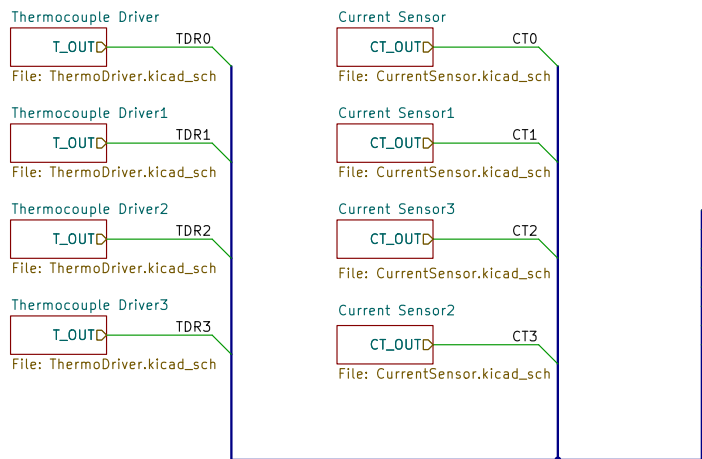 Thermocouple Driver
T_OUT
TDR0
File: ThermoDriver.kicad_sch
Thermocouple Driver1
T_OUT
TDR1
File: ThermoDriver.kicad_sch
Thermocouple Driver2
T_OUT
TDR2
File: ThermoDriver.kicad_sch
Thermocouple Driver3
T_OUT
TDR3
File: ThermoDriver.kicad_sch
Current Sensor
CT_OUT
CT0
File: CurrentSensor.kicad_sch
Current Sensor1
CT_OUT
CT1
File: CurrentSensor.kicad_sch
Current Sensor3
CT_OUT
CT2
File: CurrentSensor.kicad_sch
Current Sensor2
CT_OUT
CT3
File: CurrentSensor.kicad_sch